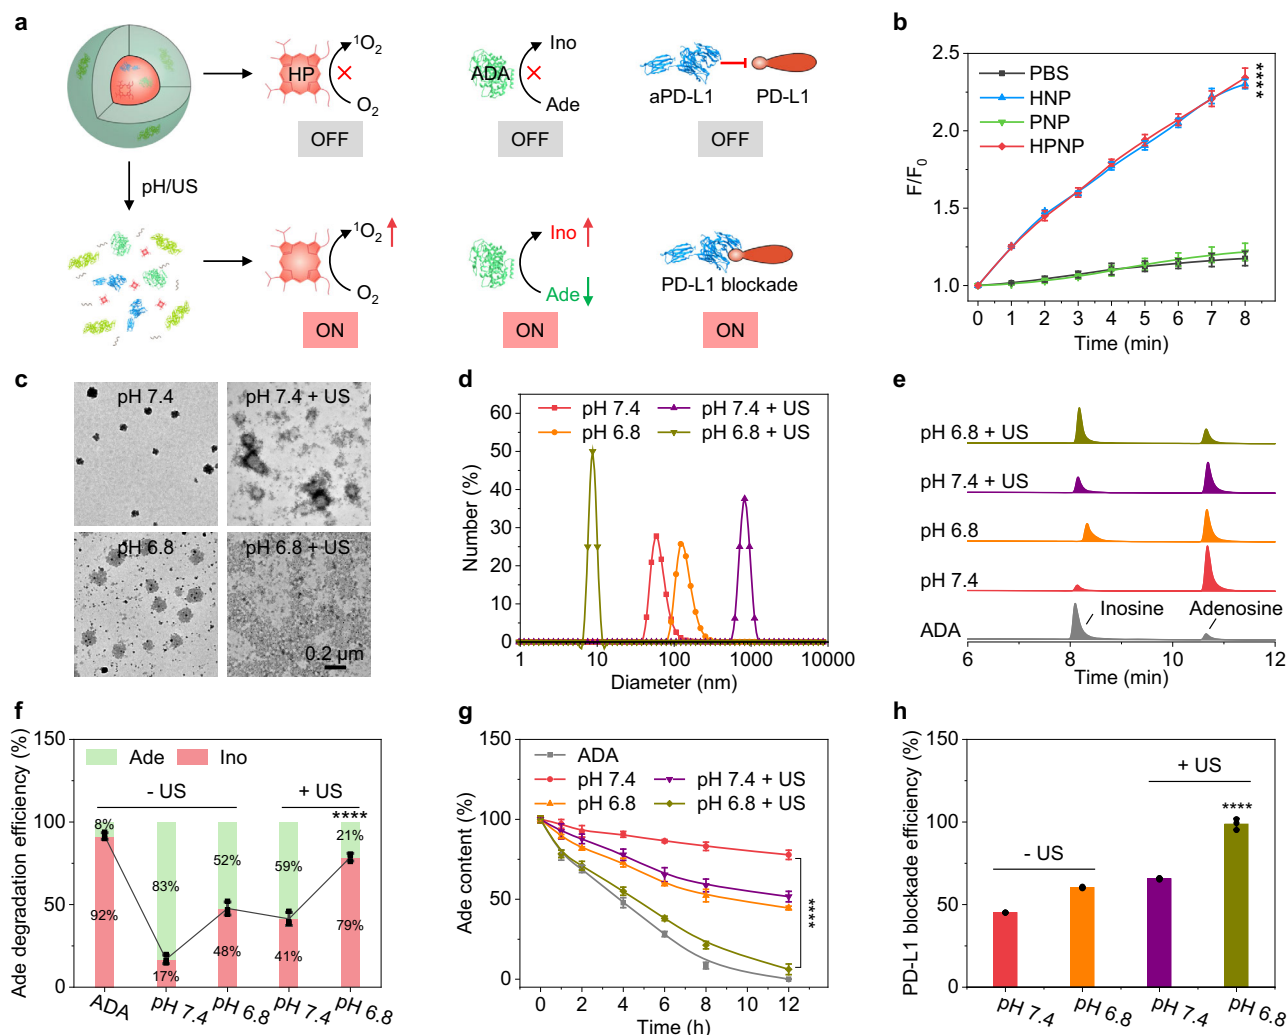 a
HP
¹O₂
O₂
OFF
ADA
Ino
Ade
OFF
aPD-L1
PD-L1
OFF
pH/US
¹O₂
O₂
ON
Ino
Ade
ON
PD-L1 blockade
ON
b
F/F₀
2.5
2.2
1.8
1.5
1.2
1.0
PBS
HNP
PNP
HPNP
****
0 1 2 3 4 5 6 7 8
Time (min)
c
pH 7.4
pH 7.4 + US
pH 6.8
pH 6.8 + US
0.2 µm
d
Number (%)
60
50
40
30
20
10
0
pH 7.4
pH 7.4 + US
pH 6.8
pH 6.8 + US
1 10 100 1000 10000
Diameter (nm)
e
pH 6.8 + US
pH 7.4 + US
pH 6.8
pH 7.4
ADA
Inosine
Adenosine
6 8 10 12
Time (min)
f
Ade degradation efficiency (%)
150
100
50
0
Ade
Ino
- US
+ US
****
8%
92%
83%
17%
52%
48%
59%
41%
21%
79%
ADA
pH 7.4
pH 6.8
pH 7.4
pH 6.8
g
Ade content (%)
150
100
50
0
ADA
pH 7.4
pH 7.4 + US
pH 6.8
pH 6.8 + US
****
0 2 4 6 8 10 12
Time (h)
h
PD-L1 blockade efficiency (%)
150
100
50
0
- US
+ US
****
pH 7.4
pH 6.8
pH 7.4
pH 6.8